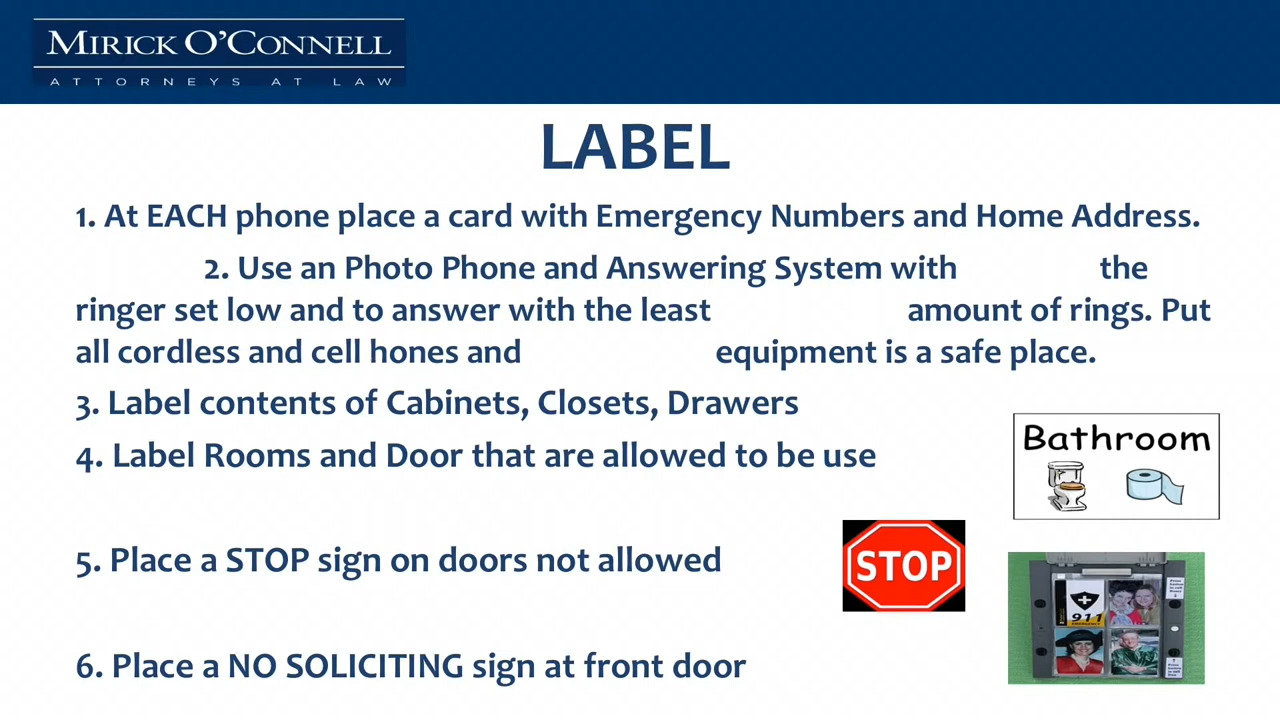 MIRICK O'CONNELL
ATTORNEYS AT LAW
LABEL
1. At EACH phone place a card with Emergency Numbers and Home Address.
2. Use an Photo Phone and Answering System with the
ringer set low and to answer with the least amount of rings. Put
all cordless and cell hones and equipment is a safe place.
3. Label contents of Cabinets, Closets, Drawers
4. Label Rooms and Door that are allowed to be use
Bathroom
5. Place a STOP sign on doors not allowed
STOP
911
EMERGENCY
6. Place a NO SOLICITING sign at front door